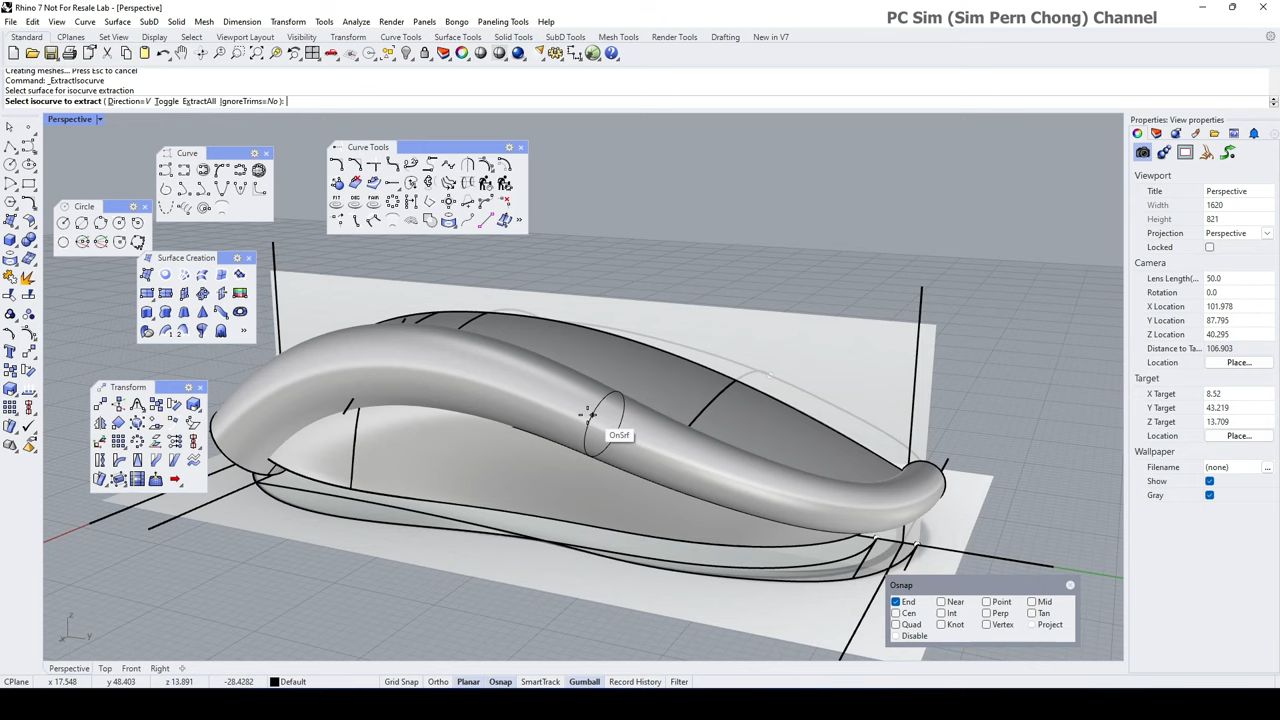 Rhino 7 Not For Resale Lab - [Perspective]
PC Sim (Sim Pern Chong) Channel
File Edit View Curve Surface SubD Solid Mesh Dimension Transform Tools Analyze Render Panels Bongo Paneling Tools Window Help
Standard CPlanes Set View Display Select Viewport Layout Visibility Transform Curve Tools Surface Tools Solid Tools SubD Tools Mesh Tools Render Tools Drafting New in V7
Creating meshes... Press Esc to cancel
Command: _ExtractIsocurve
Select surface for isocurve extraction
Select isocurve to extract ( Direction=V Toggle ExtractAll IgnoreTrims=No ):
Perspective
Curve
Curve Tools
FIT DEG FAIR
Circle
Surface Creation
1 2
Transform
OnSrf
z
x y
Osnap
End Near Point Mid
Cen Int Perp Tan
Quad Knot Vertex Project
Disable
Properties: View properties
Viewport
Title Perspective
Width 1620
Height 821
Projection Perspective
Locked
Camera
Lens Length(... 50.0
Rotation 0.0
X Location 101.978
Y Location 87.795
Z Location 40.295
Distance to Ta... 106.903
Location Place...
Target
X Target 8.52
Y Target 43.219
Z Target 13.709
Location Place...
Wallpaper
Filename (none) ...
Show
Gray
Perspective Top Front Right
CPlane x 17.548 y 48.403 z 13.891 -28.4282 Default Grid Snap Ortho Planar Osnap SmartTrack Gumball Record History Filter